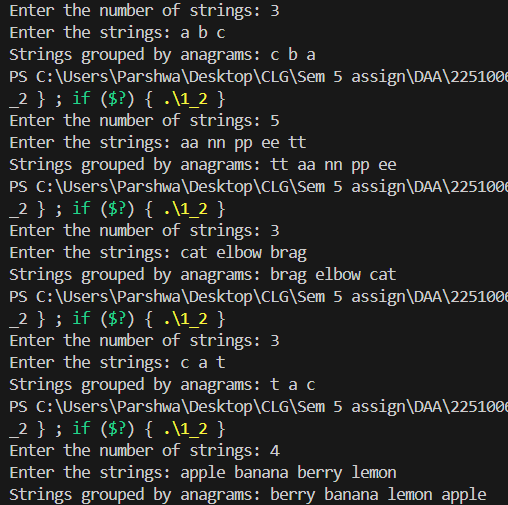 Enter the number of strings: 3
Enter the strings: a b c
Strings grouped by anagrams: c b a
PS C:\Users\Parshwa\Desktop\CLG\Sem 5 assign\DAA\2251006
_2 } ; if ($?) { .\1_2 }
Enter the number of strings: 5
Enter the strings: aa nn pp ee tt
Strings grouped by anagrams: tt aa nn pp ee
PS C:\Users\Parshwa\Desktop\CLG\Sem 5 assign\DAA\2251006
_2 } ; if ($?) { .\1_2 }
Enter the number of strings: 3
Enter the strings: cat elbow brag
Strings grouped by anagrams: brag elbow cat
PS C:\Users\Parshwa\Desktop\CLG\Sem 5 assign\DAA\2251006
_2 } ; if ($?) { .\1_2 }
Enter the number of strings: 3
Enter the strings: c a t
Strings grouped by anagrams: t a c
PS C:\Users\Parshwa\Desktop\CLG\Sem 5 assign\DAA\2251006
_2 } ; if ($?) { .\1_2 }
Enter the number of strings: 4
Enter the strings: apple banana berry lemon
Strings grouped by anagrams: berry banana lemon apple